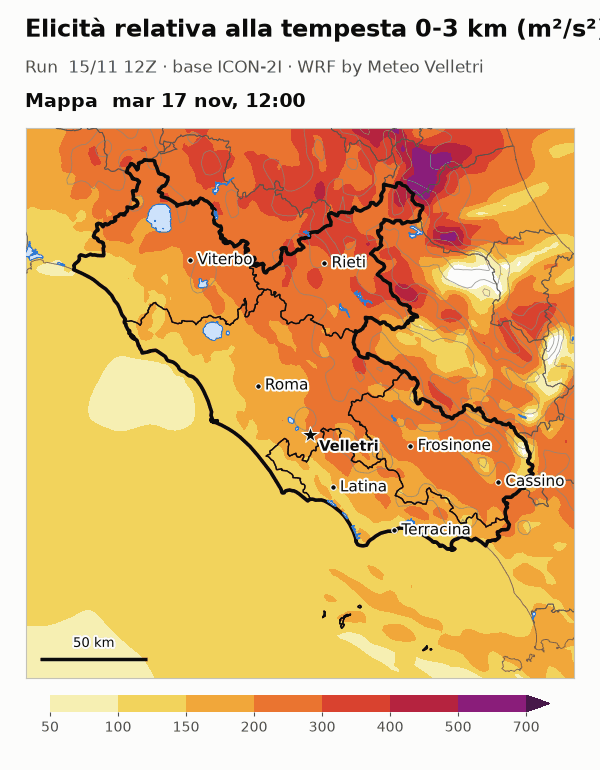 Elicità relativa alla tempesta 0-3 km (m²/s²)
Run 15/11 12Z · base ICON-2I · WRF by Meteo Velletri
Mappa mar 17 nov, 12:00
Viterbo
Rieti
Roma
Velletri
Frosinone
Cassino
Latina
Terracina
50 km
50 100 150 200 300 400 500 700